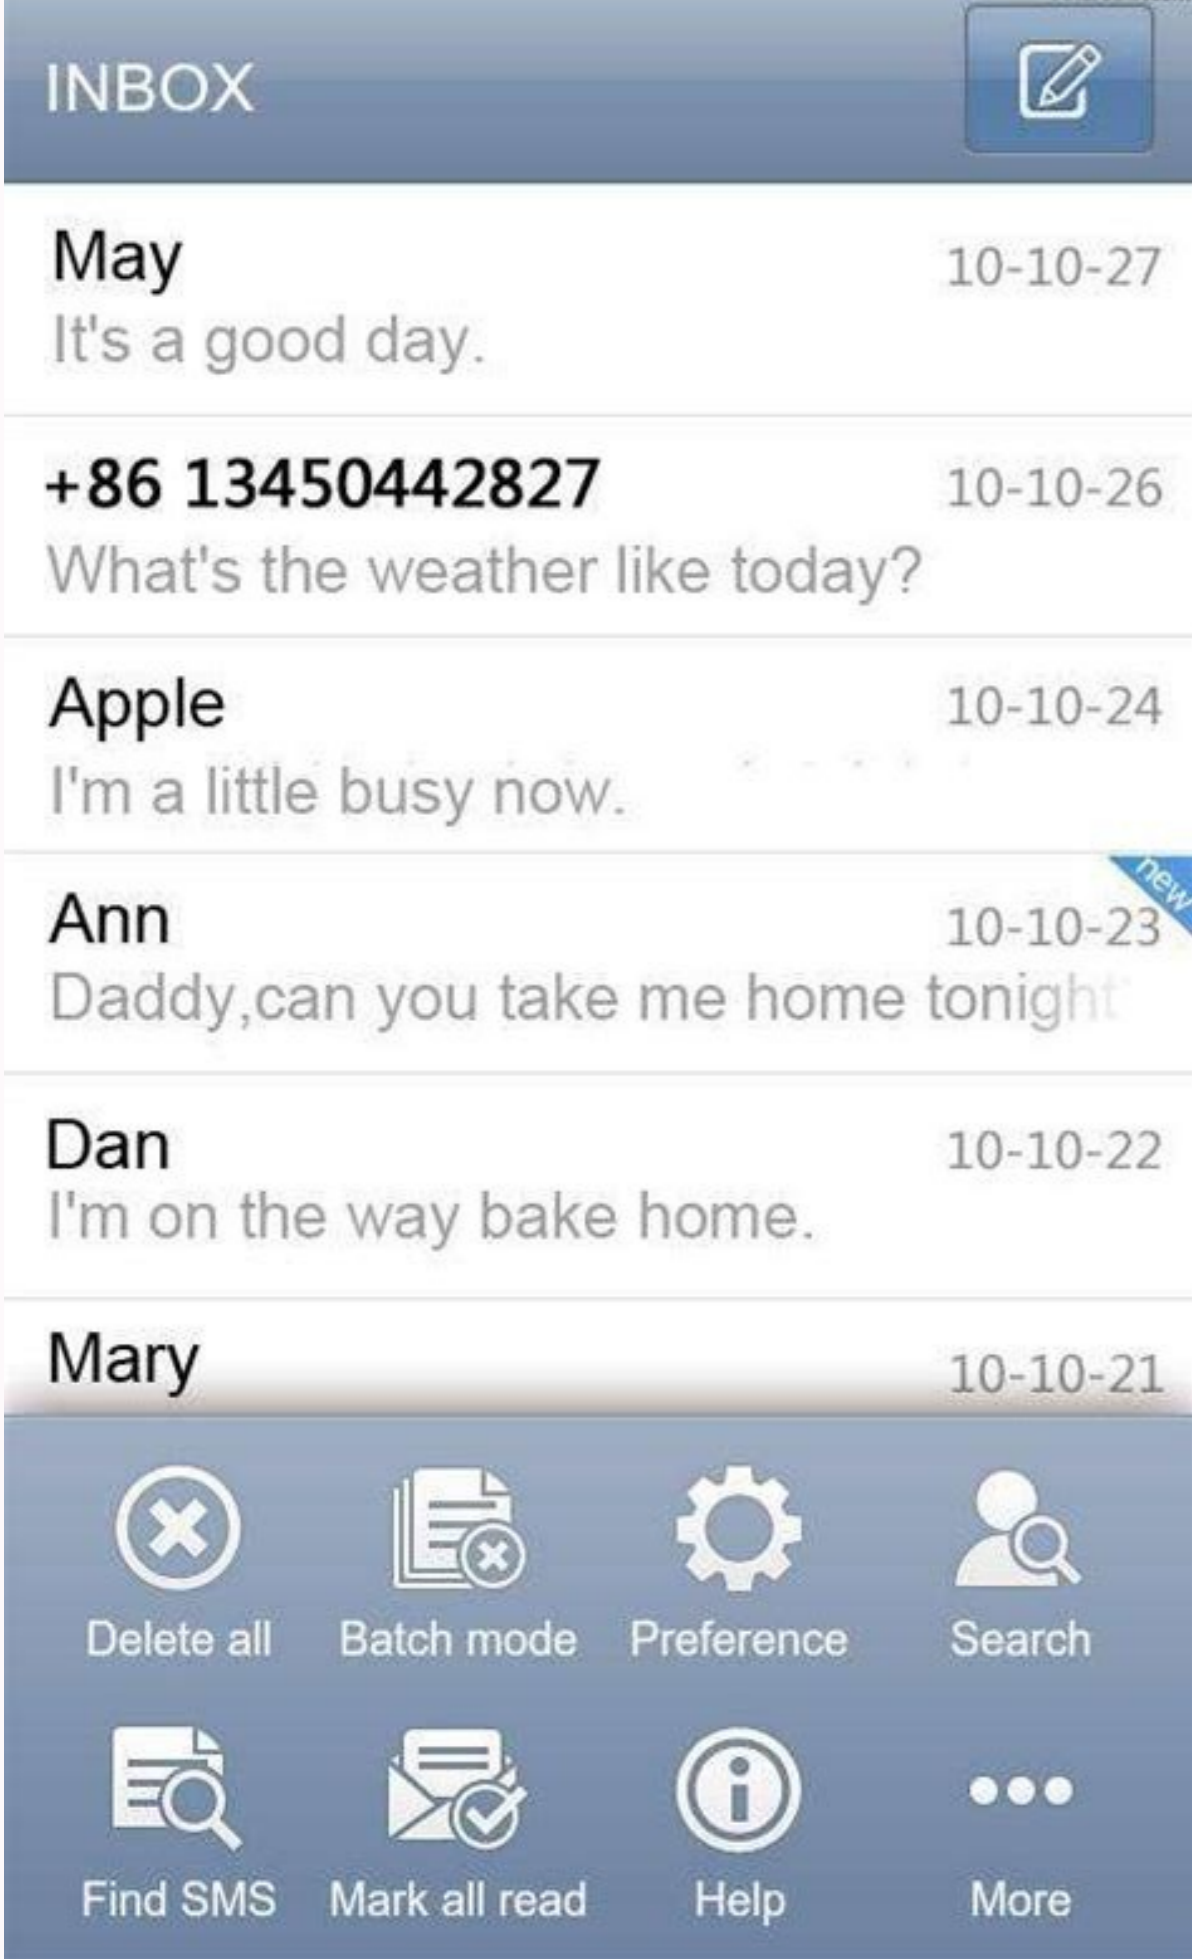 INBOX
May 10-10-27
It's a good day.
+86 13450442827 10-10-26
What's the weather like today?
Apple 10-10-24
I'm a little busy now.
new
Ann 10-10-23
Daddy,can you take me home tonight
Dan 10-10-22
I'm on the way bake home.
Mary 10-10-21
Delete all Batch mode Preference Search
Find SMS Mark all read Help More